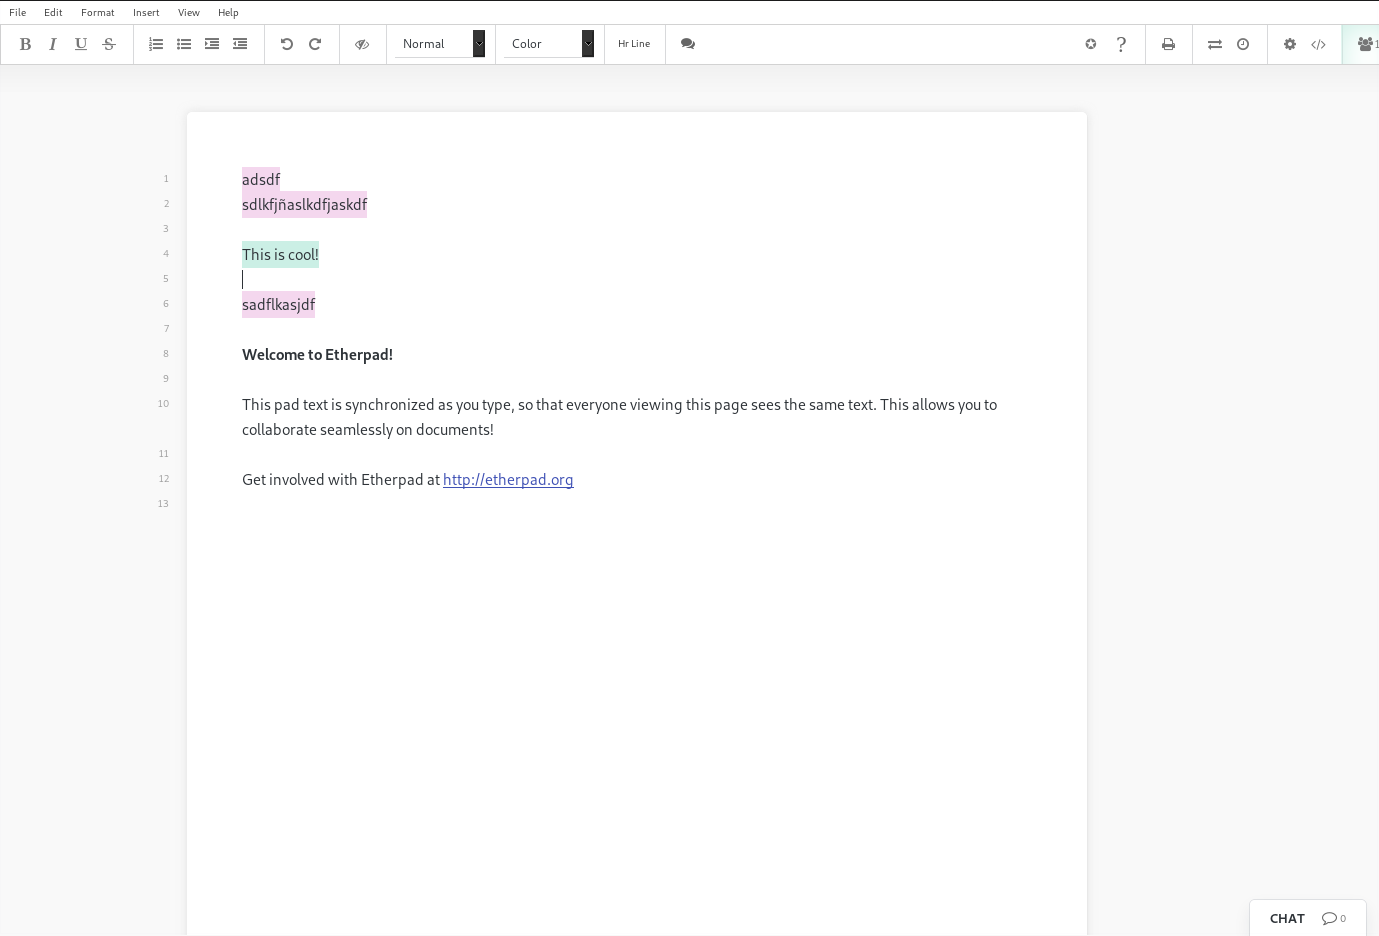 File Edit Format Insert View Help
B I U S Normal Color Hr Line ? </> 1
1 adsdf
2 sdlkfjñaslkdfjaskdf
3
4 This is cool!
5
6 sadflkasjdf
7
8 Welcome to Etherpad!
9
10 This pad text is synchronized as you type, so that everyone viewing this page sees the same text. This allows you to
collaborate seamlessly on documents!
11
12 Get involved with Etherpad at http://etherpad.org
13
CHAT 0